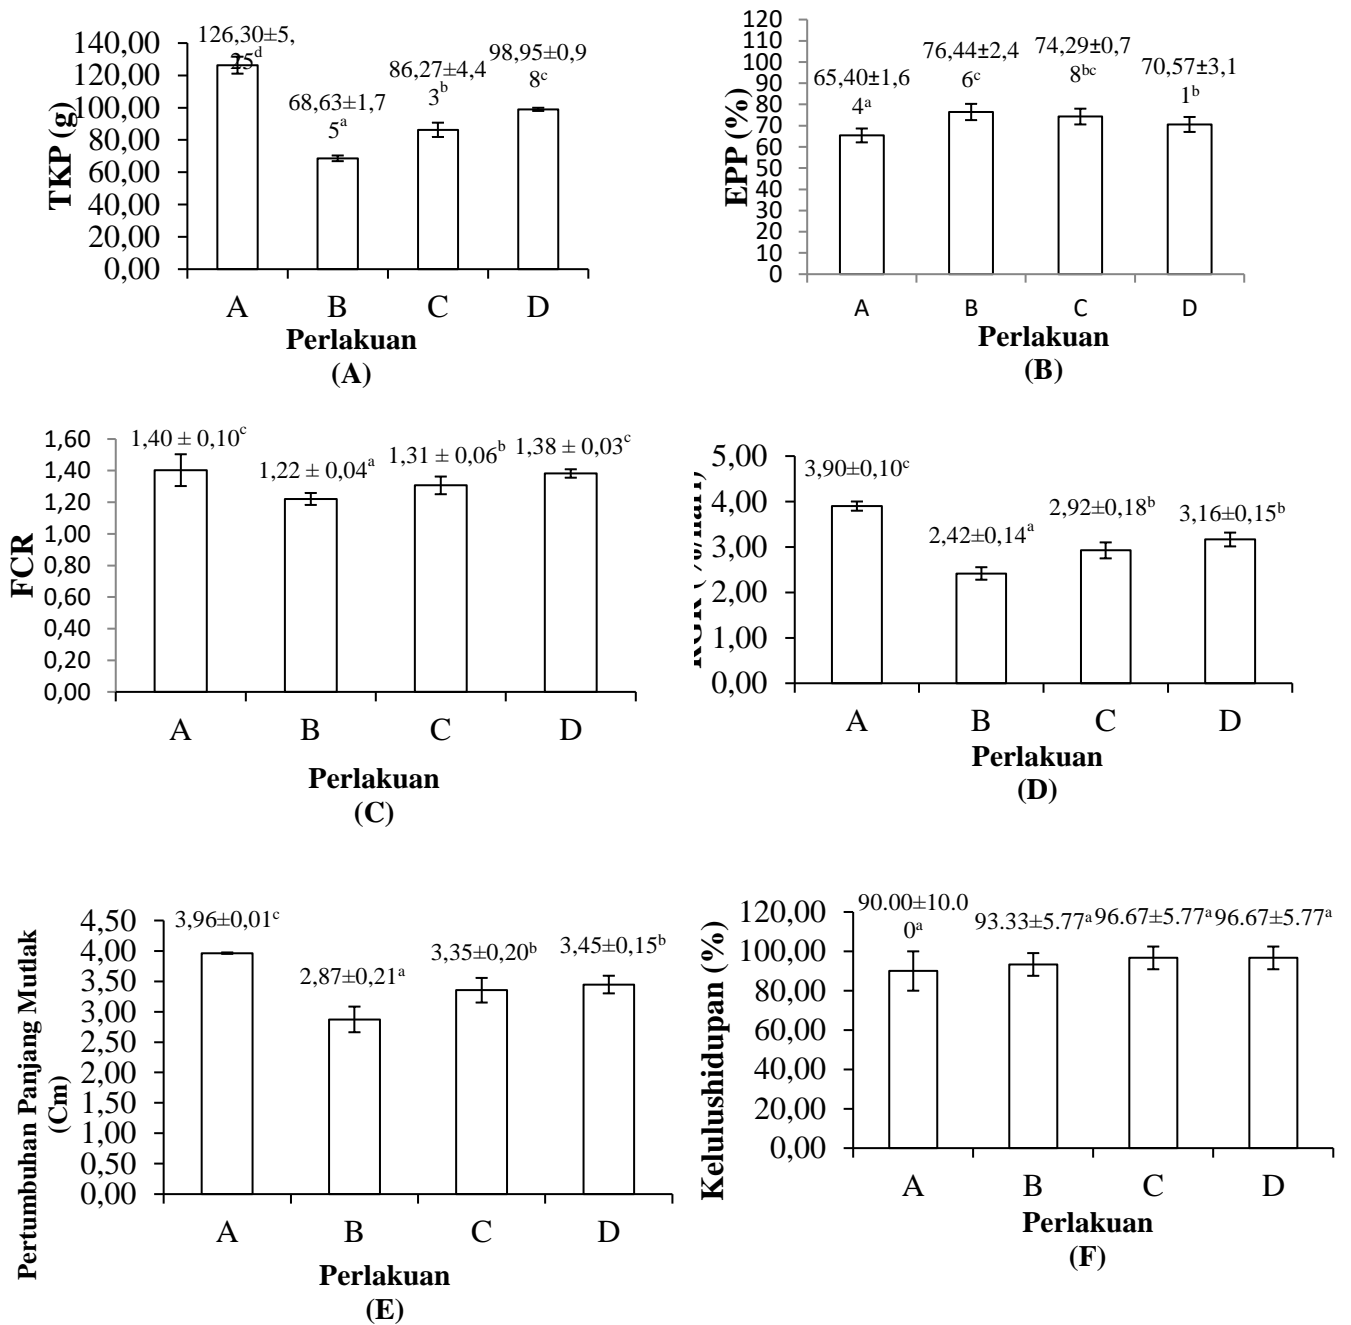 126,30±5,
25ᵈ
68,63±1,7
5ᵃ
86,27±4,4
3ᵇ
98,95±0,9
8ᶜ
140,00
120,00
100,00
80,00
60,00
40,00
20,00
0,00
TKP (g)
A B C D
Perlakuan
(A)
65,40±1,6
4ᵃ
76,44±2,4
6ᶜ
74,29±0,7
8ᵇᶜ
70,57±3,1
1ᵇ
120
110
100
90
80
70
60
50
40
30
20
10
0
EPP (%)
A B C D
Perlakuan
(B)
1,40 ± 0,10ᶜ
1,22 ± 0,04ᵃ
1,31 ± 0,06ᵇ
1,38 ± 0,03ᶜ
1,60
1,40
1,20
1,00
0,80
0,60
0,40
0,20
0,00
FCR
A B C D
Perlakuan
(C)
3,90±0,10ᶜ
2,42±0,14ᵃ
2,92±0,18ᵇ
3,16±0,15ᵇ
5,00
4,00
3,00
2,00
1,00
0,00
RGR (%/hari)
A B C D
Perlakuan
(D)
3,96±0,01ᶜ
2,87±0,21ᵃ
3,35±0,20ᵇ
3,45±0,15ᵇ
4,50
4,00
3,50
3,00
2,50
2,00
1,50
1,00
0,50
0,00
Pertumbuhan Panjang Mutlak
(Cm)
A B C D
Perlakuan
(E)
90.00±10.0
0ᵃ
93.33±5.77ᵃ
96.67±5.77ᵃ
96.67±5.77ᵃ
120,00
100,00
80,00
60,00
40,00
20,00
0,00
Kelulushidupan (%)
A B C D
Perlakuan
(F)